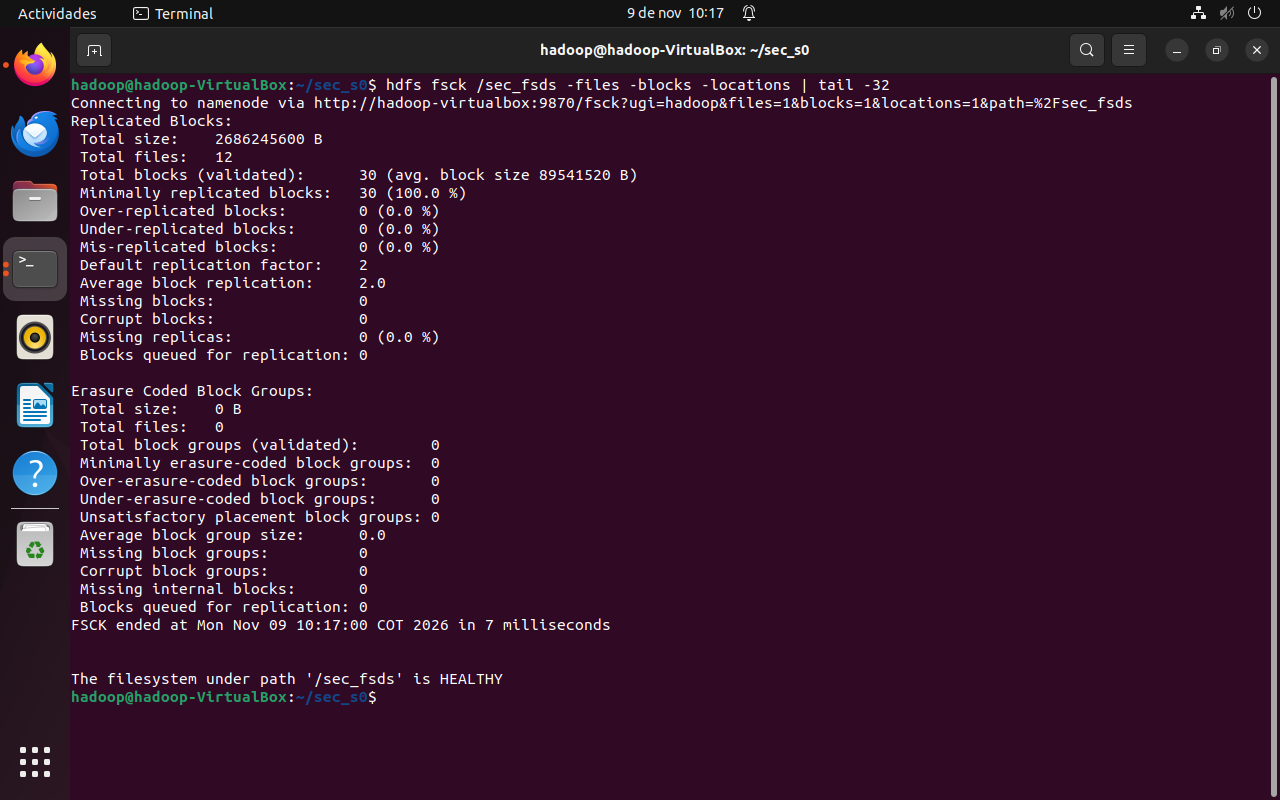 Actividades
Terminal
9 de nov 10:17
hadoop@hadoop-VirtualBox: ~/sec_s0
hadoop@hadoop-VirtualBox:~/sec_s0$ hdfs fsck /sec_fsds -files -blocks -locations | tail -32
Connecting to namenode via http://hadoop-virtualbox:9870/fsck?ugi=hadoop&files=1&blocks=1&locations=1&path=%2Fsec_fsds
Replicated Blocks:
Total size: 2686245600 B
Total files: 12
Total blocks (validated): 30 (avg. block size 89541520 B)
Minimally replicated blocks: 30 (100.0 %)
Over-replicated blocks: 0 (0.0 %)
Under-replicated blocks: 0 (0.0 %)
Mis-replicated blocks: 0 (0.0 %)
Default replication factor: 2
Average block replication: 2.0
Missing blocks: 0
Corrupt blocks: 0
Missing replicas: 0 (0.0 %)
Blocks queued for replication: 0
Erasure Coded Block Groups:
Total size: 0 B
Total files: 0
Total block groups (validated): 0
Minimally erasure-coded block groups: 0
Over-erasure-coded block groups: 0
Under-erasure-coded block groups: 0
Unsatisfactory placement block groups: 0
Average block group size: 0.0
Missing block groups: 0
Corrupt block groups: 0
Missing internal blocks: 0
Blocks queued for replication: 0
FSCK ended at Mon Nov 09 10:17:00 COT 2026 in 7 milliseconds
The filesystem under path '/sec_fsds' is HEALTHY
hadoop@hadoop-VirtualBox:~/sec_s0$